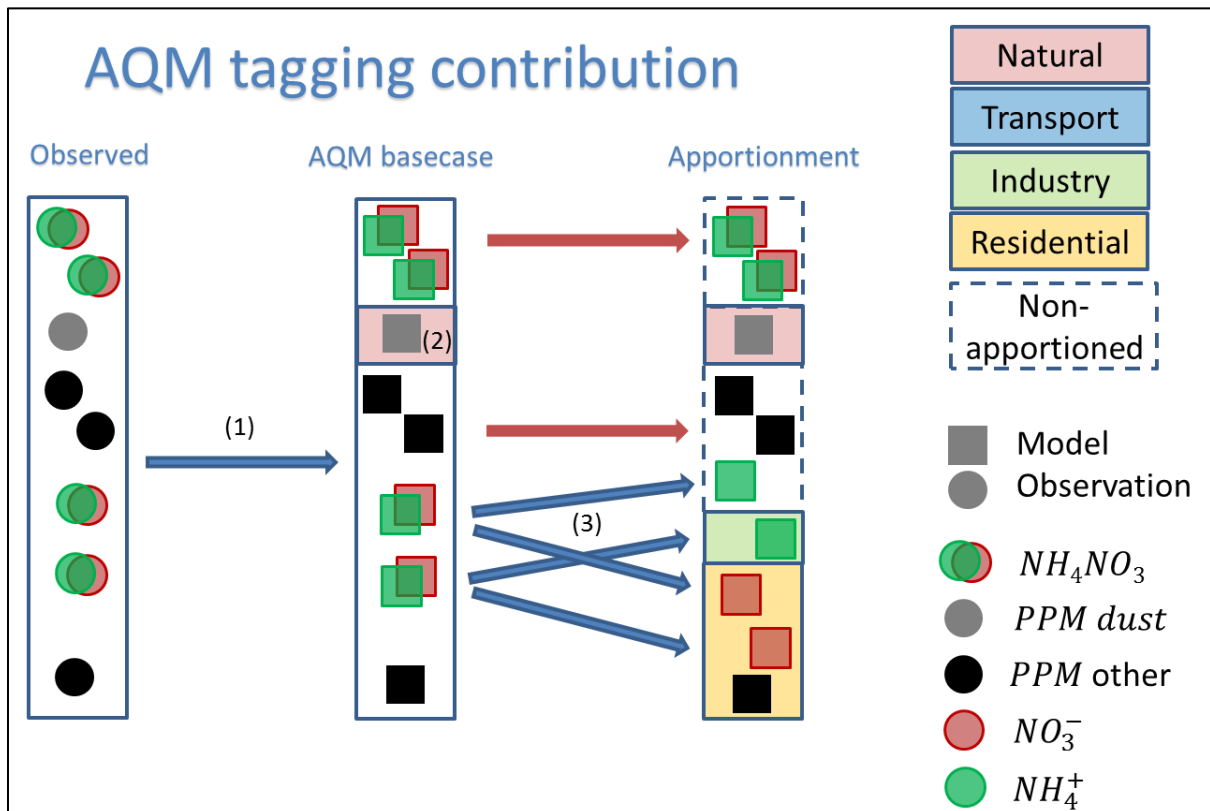 AQM tagging contribution
Observed
AQM basecase
Apportionment
(1)
(2)
(3)
Natural
Transport
Industry
Residential
Non-
apportioned
Model
Observation
NH₄NO₃
PPM dust
PPM other
NO₃⁻
NH₄⁺